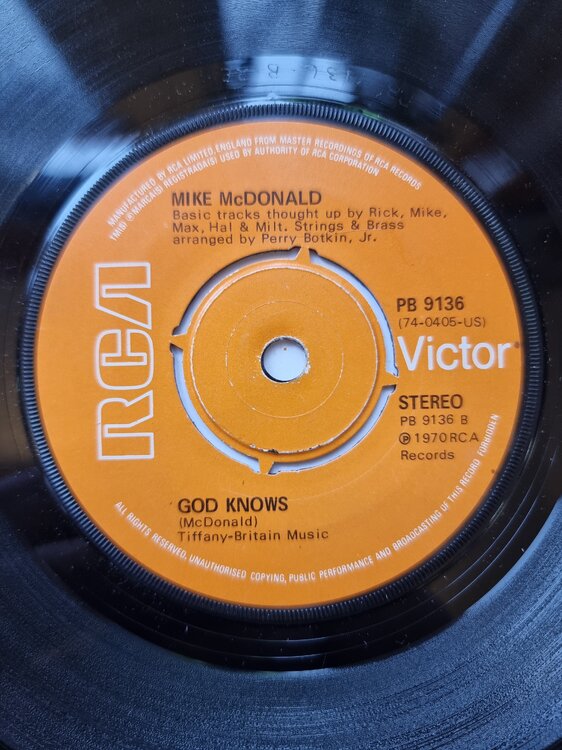 MANUFACTURED BY RCA LIMITED, ENGLAND FROM MASTER RECORDINGS OF RCA RECORDS
TM(s) ® MARCA(S) REGISTRADA(S) USED BY AUTHORITY OF RCA CORPORATION
MIKE McDONALD
Basic tracks thought up by Rick, Mike,
Max, Hal & Milt. Strings & Brass
arranged by Perry Botkin, Jr.
RCA
PB 9136
(74-0405-US)
Victor
STEREO
PB 9136 B
℗ 1970 RCA
Records
GOD KNOWS
(McDonald)
Tiffany-Britain Music
ALL RIGHTS RESERVED, UNAUTHORISED COPYING, PUBLIC PERFORMANCE AND BROADCASTING OF THIS RECORD FORBIDDEN